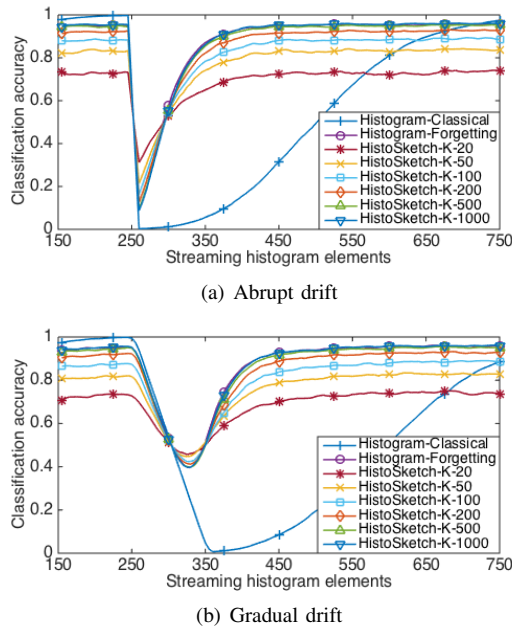 1
0.8
0.6
0.4
0.2
0
Classification accuracy
Histogram-Classical
Histogram-Forgetting
HistoSketch-K-20
HistoSketch-K-50
HistoSketch-K-100
HistoSketch-K-200
HistoSketch-K-500
HistoSketch-K-1000
150 250 350 450 550 650 750
Streaming histogram elements
(a) Abrupt drift
1
0.8
0.6
0.4
0.2
0
Classification accuracy
Histogram-Classical
Histogram-Forgetting
HistoSketch-K-20
HistoSketch-K-50
HistoSketch-K-100
HistoSketch-K-200
HistoSketch-K-500
HistoSketch-K-1000
150 250 350 450 550 650 750
Streaming histogram elements
(b) Gradual drift